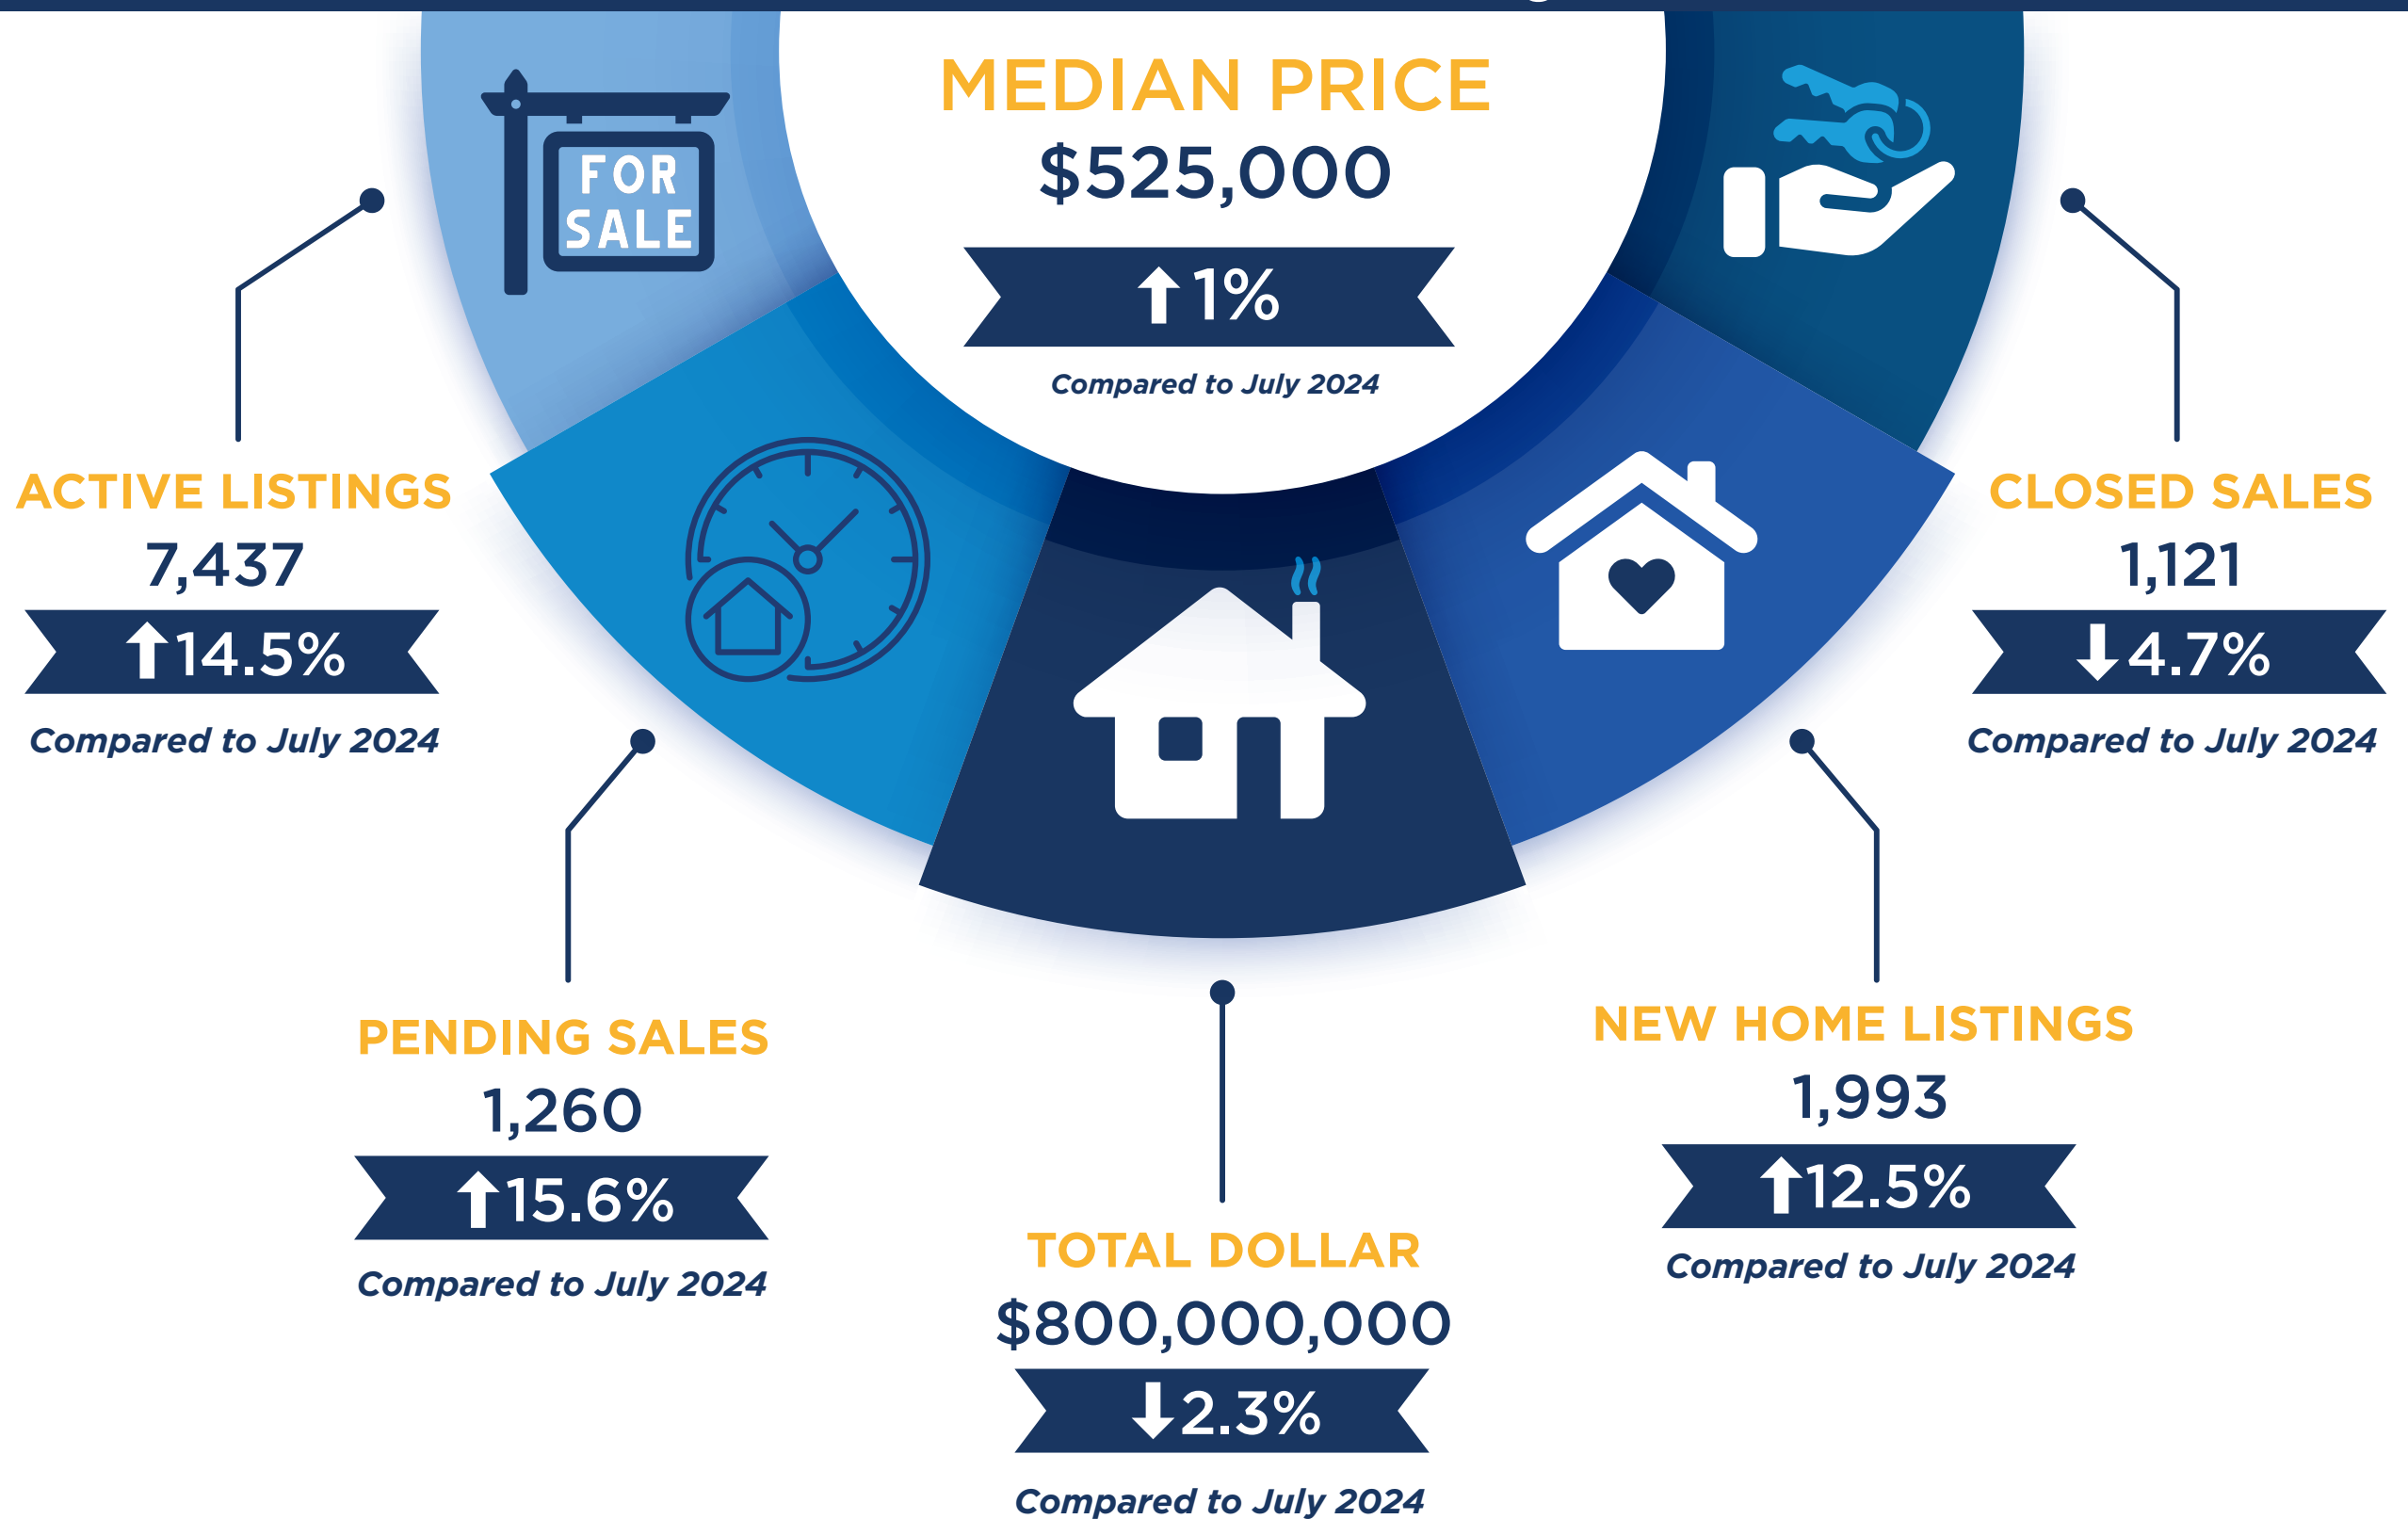 MEDIAN PRICE
$525,000
↑ 1%
Compared to July 2024
FOR
SALE
ACTIVE LISTINGS
7,437
↑14.5%
Compared to July 2024
CLOSED SALES
1,121
↓4.7%
Compared to July 2024
PENDING SALES
1,260
↑15.6%
Compared to July 2024
NEW HOME LISTINGS
1,993
↑12.5%
Compared to July 2024
TOTAL DOLLAR
$800,000,000
↓2.3%
Compared to July 2024